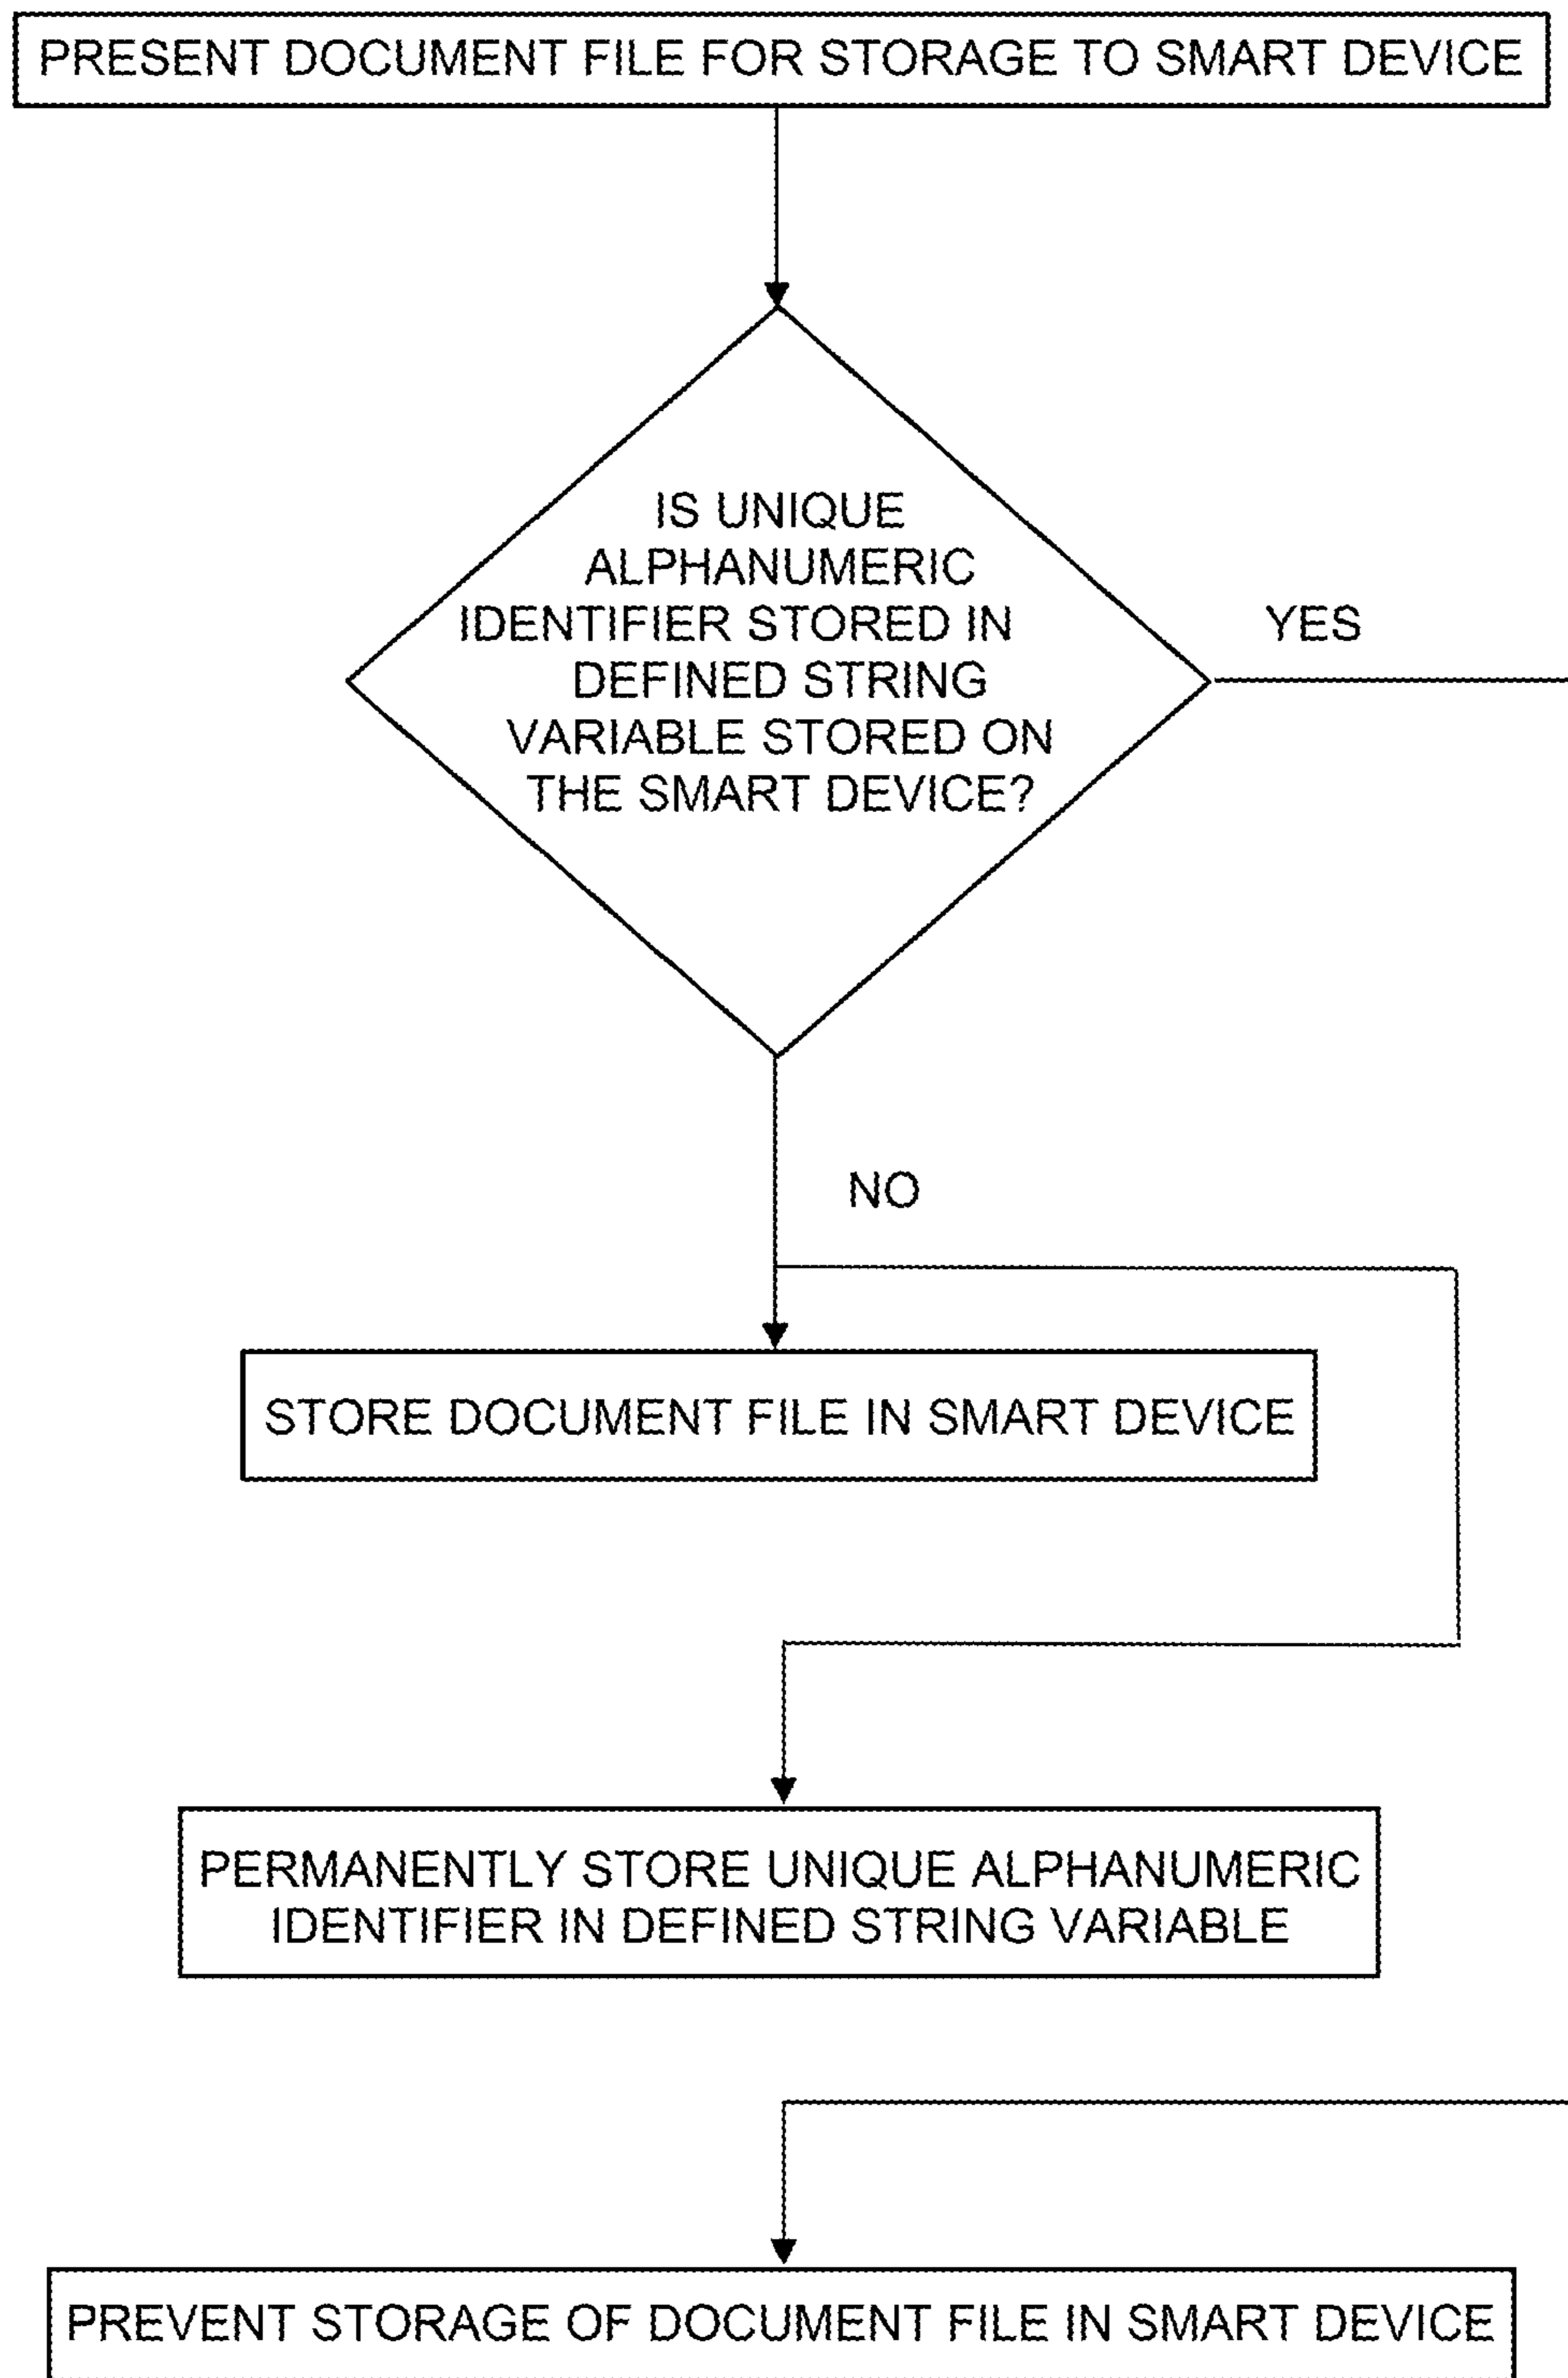 PRESENT DOCUMENT FILE FOR STORAGE TO SMART DEVICE
IS UNIQUE
ALPHANUMERIC
IDENTIFIER STORED IN
DEFINED STRING
VARIABLE STORED ON
THE SMART DEVICE?
YES
NO
STORE DOCUMENT FILE IN SMART DEVICE
PERMANENTLY STORE UNIQUE ALPHANUMERIC
IDENTIFIER IN DEFINED STRING VARIABLE
PREVENT STORAGE OF DOCUMENT FILE IN SMART DEVICE